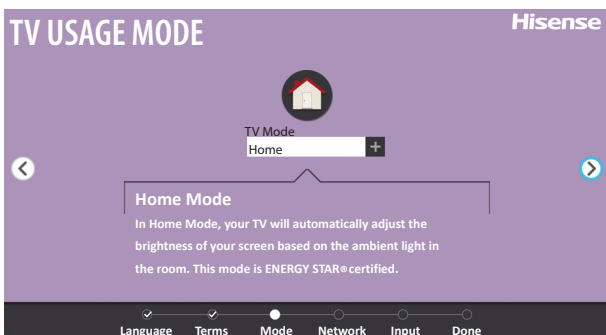 TV USAGE MODE
Hisense
TV Mode
Home
Home Mode
In Home Mode, your TV will automatically adjust the
brightness of your screen based on the ambient light in
the room. This mode is ENERGY STAR® certified.
Language Terms Mode Network Input Done